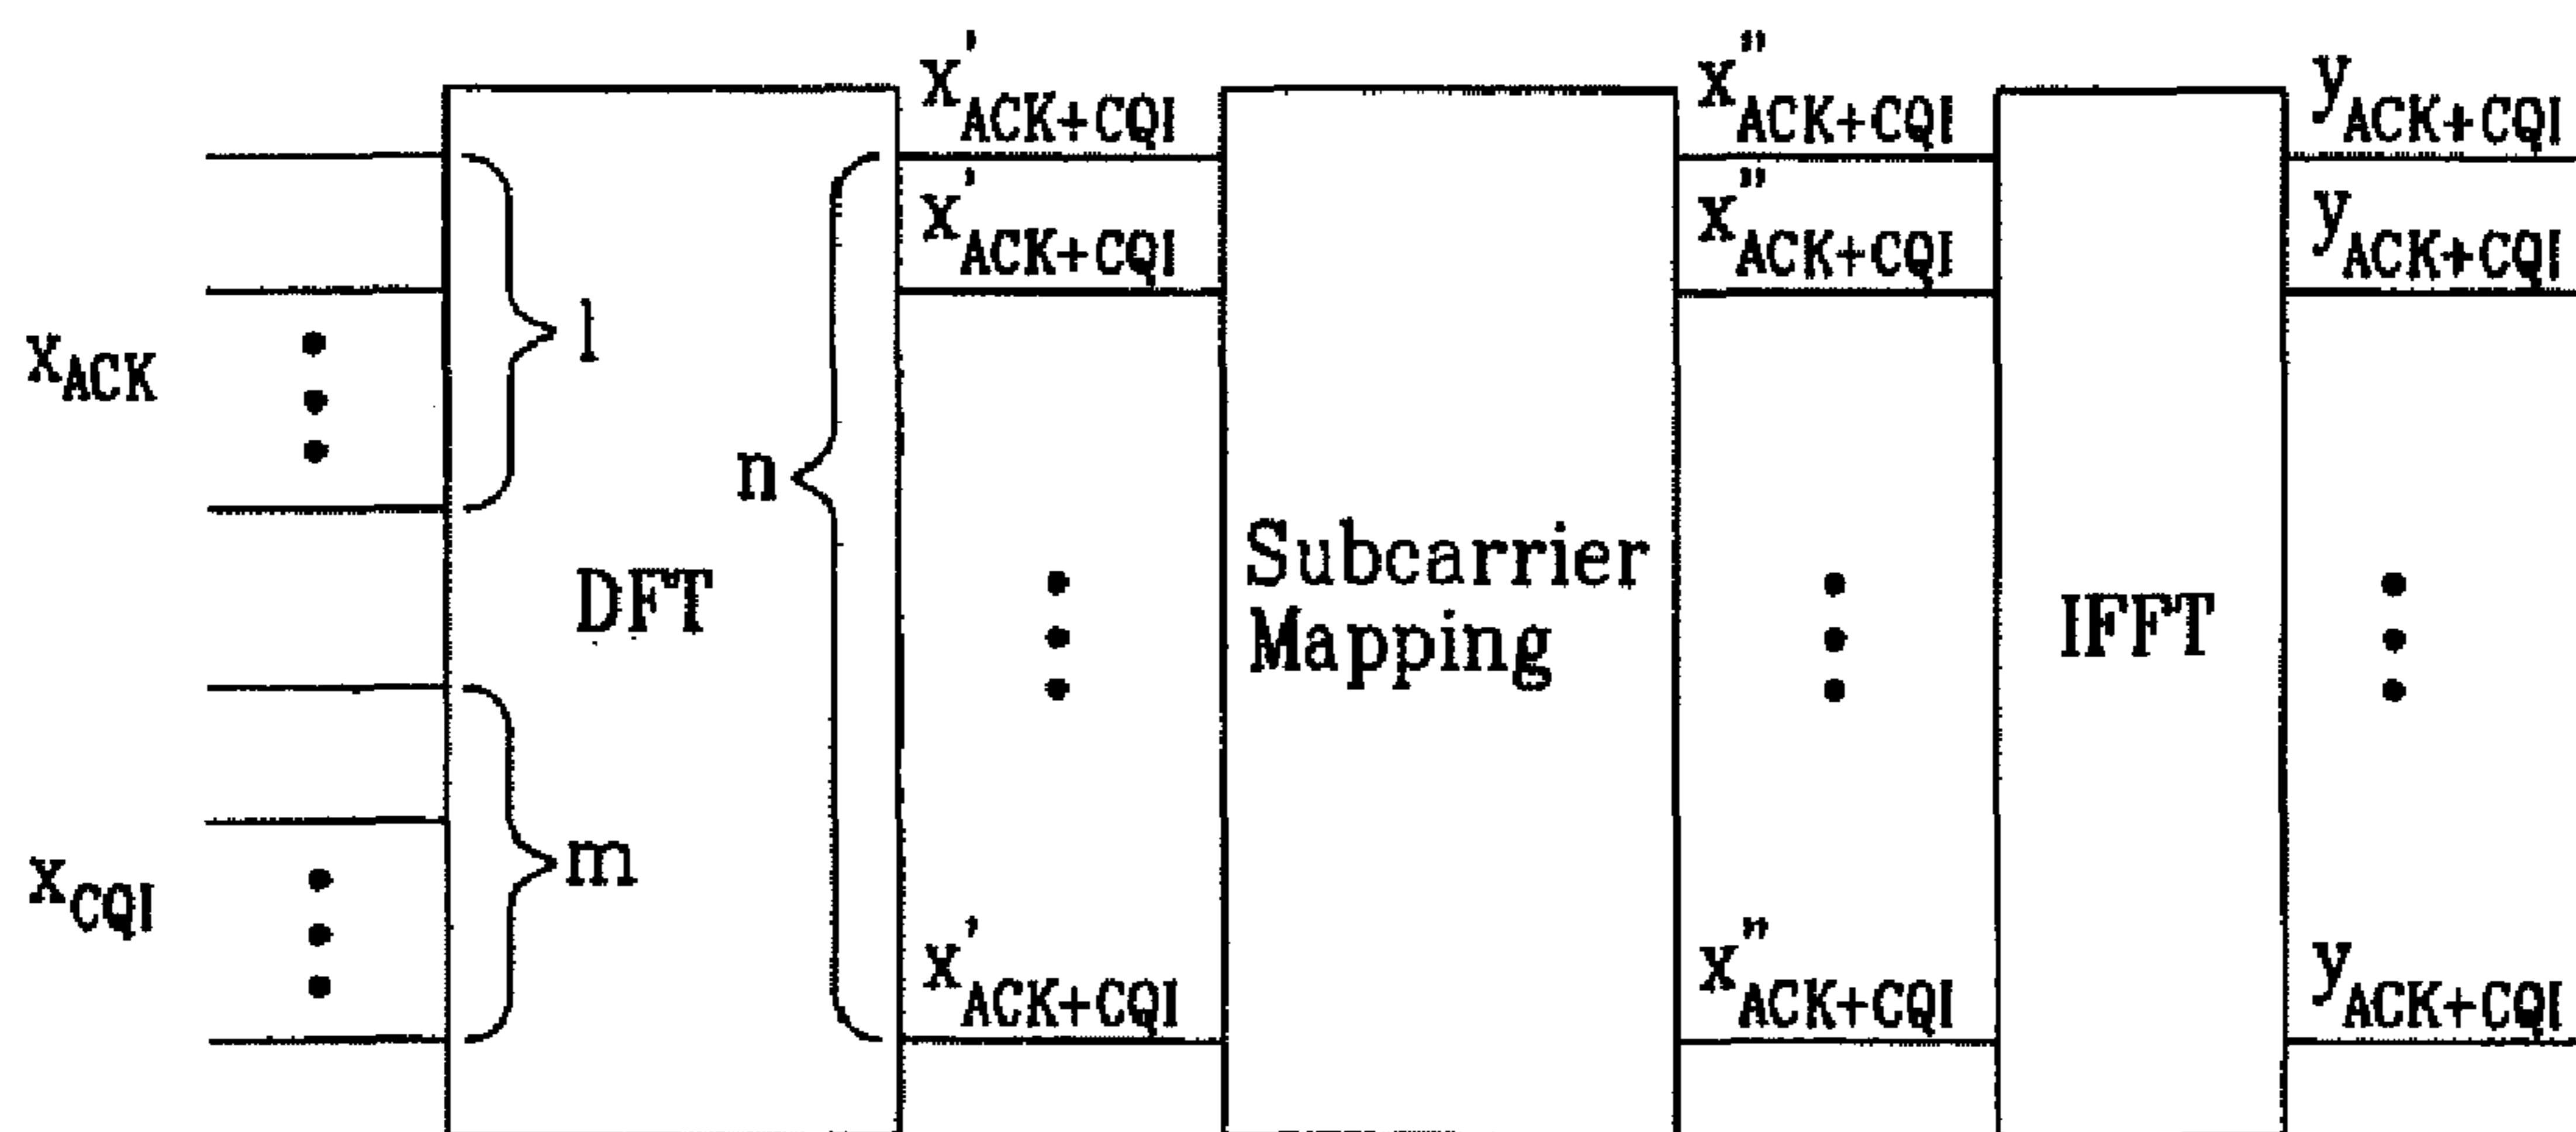 x'ACK+CQI
x"ACK+CQI
yACK+CQI
x'ACK+CQI
x"ACK+CQI
yACK+CQI
xACK
l
n
DFT
Subcarrier
Mapping
IFFT
xCQI
m
x'ACK+CQI
x"ACK+CQI
yACK+CQI